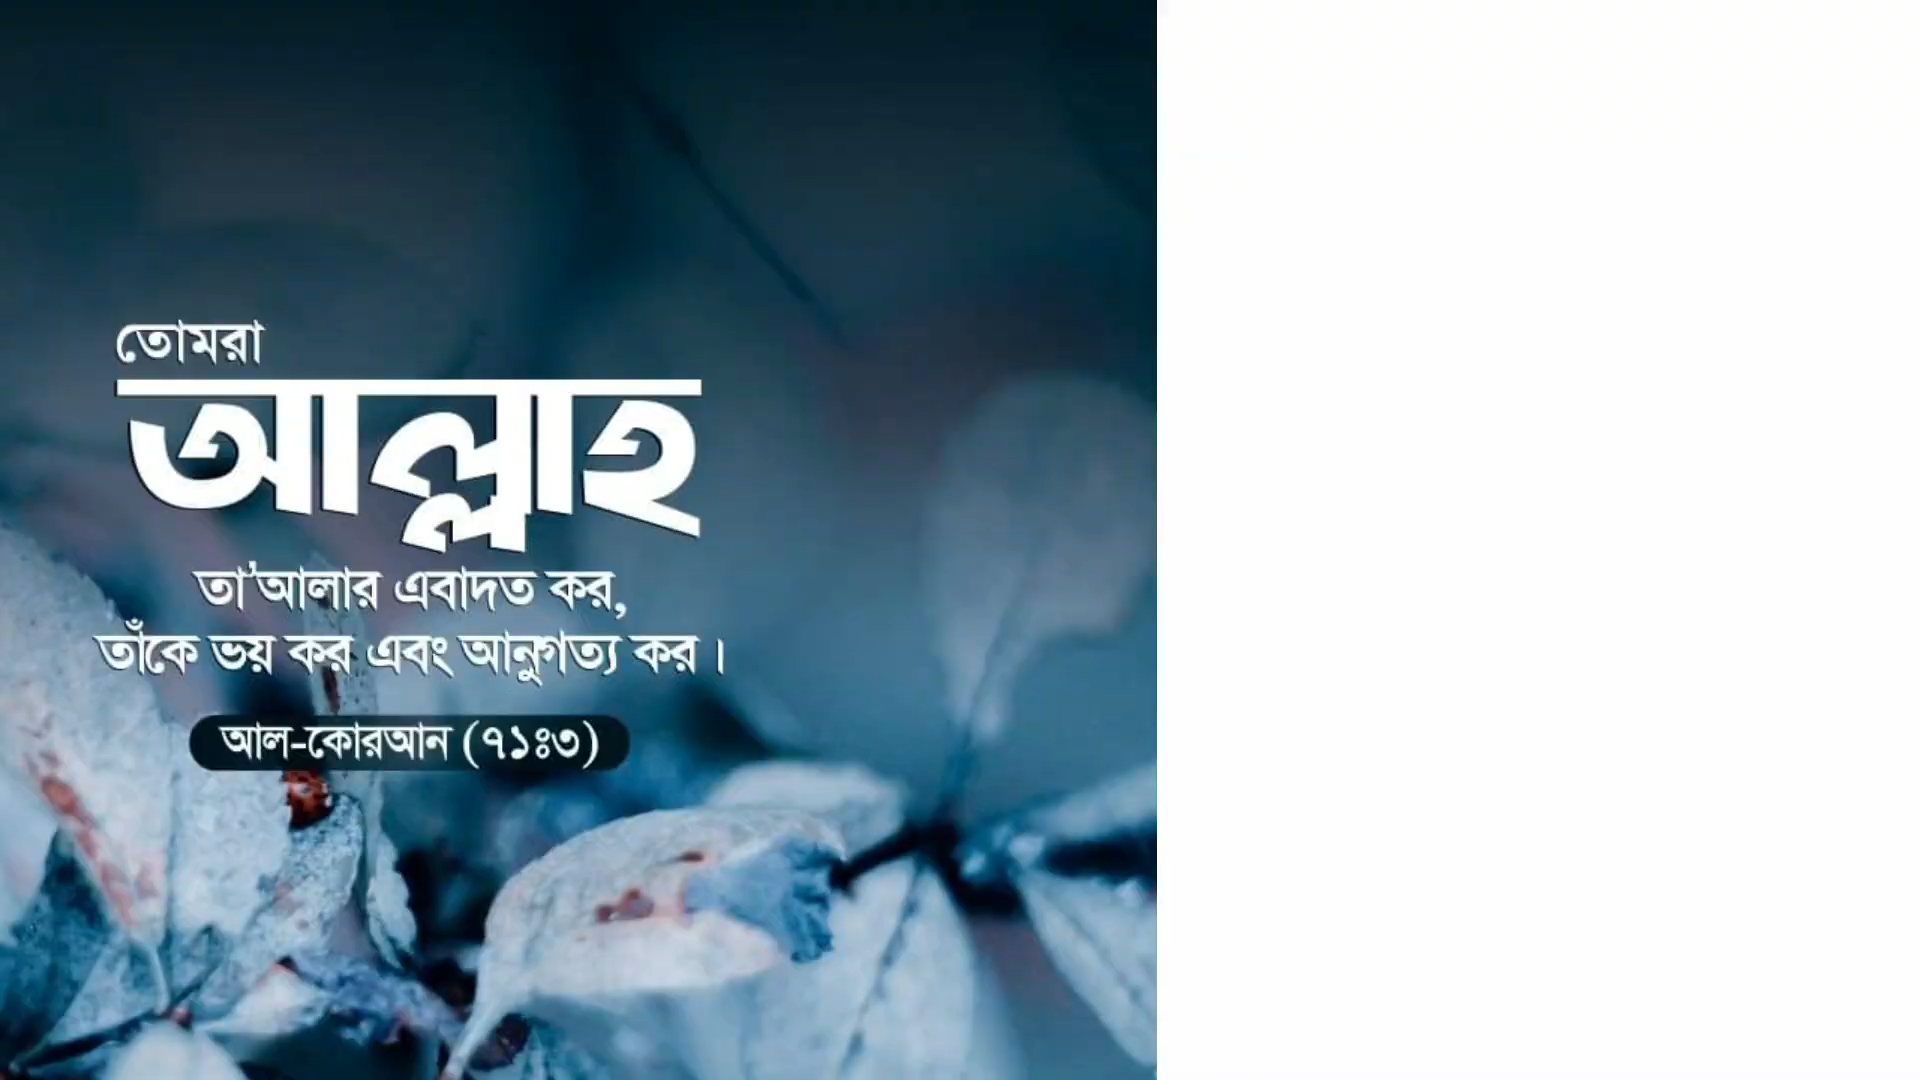 তোমরা
আল্লাহ
তা'আলার এবাদত কর,
তাঁকে ভয় কর এবং আনুগত্য কর।
আল-কোরআন (৭১ঃ৩)